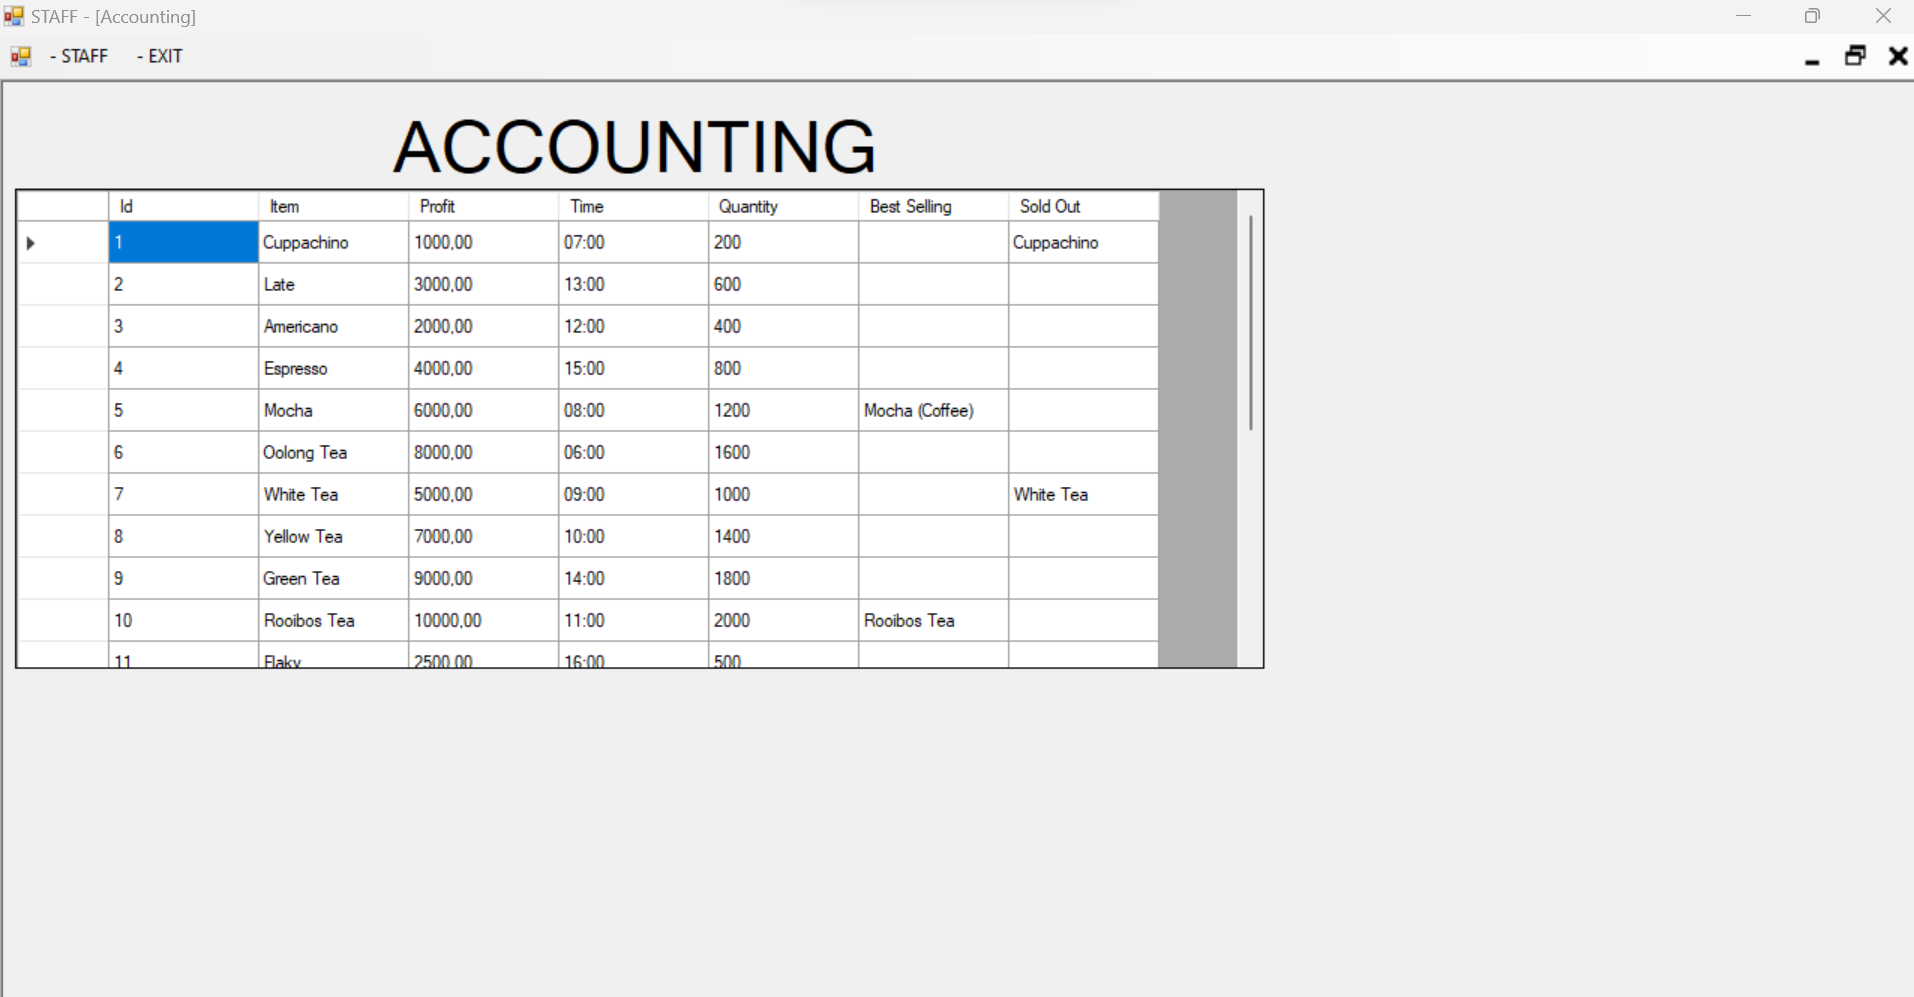 STAFF - [Accounting]
- STAFF - EXIT
ACCOUNTING
Id Item Profit Time Quantity Best Selling Sold Out
1 Cuppachino 1000,00 07:00 200 Cuppachino
2 Late 3000,00 13:00 600
3 Americano 2000,00 12:00 400
4 Espresso 4000,00 15:00 800
5 Mocha 6000,00 08:00 1200 Mocha (Coffee)
6 Oolong Tea 8000,00 06:00 1600
7 White Tea 5000,00 09:00 1000 White Tea
8 Yellow Tea 7000,00 10:00 1400
9 Green Tea 9000,00 14:00 1800
10 Rooibos Tea 10000,00 11:00 2000 Rooibos Tea
11 Flaky 2500,00 16:00 500